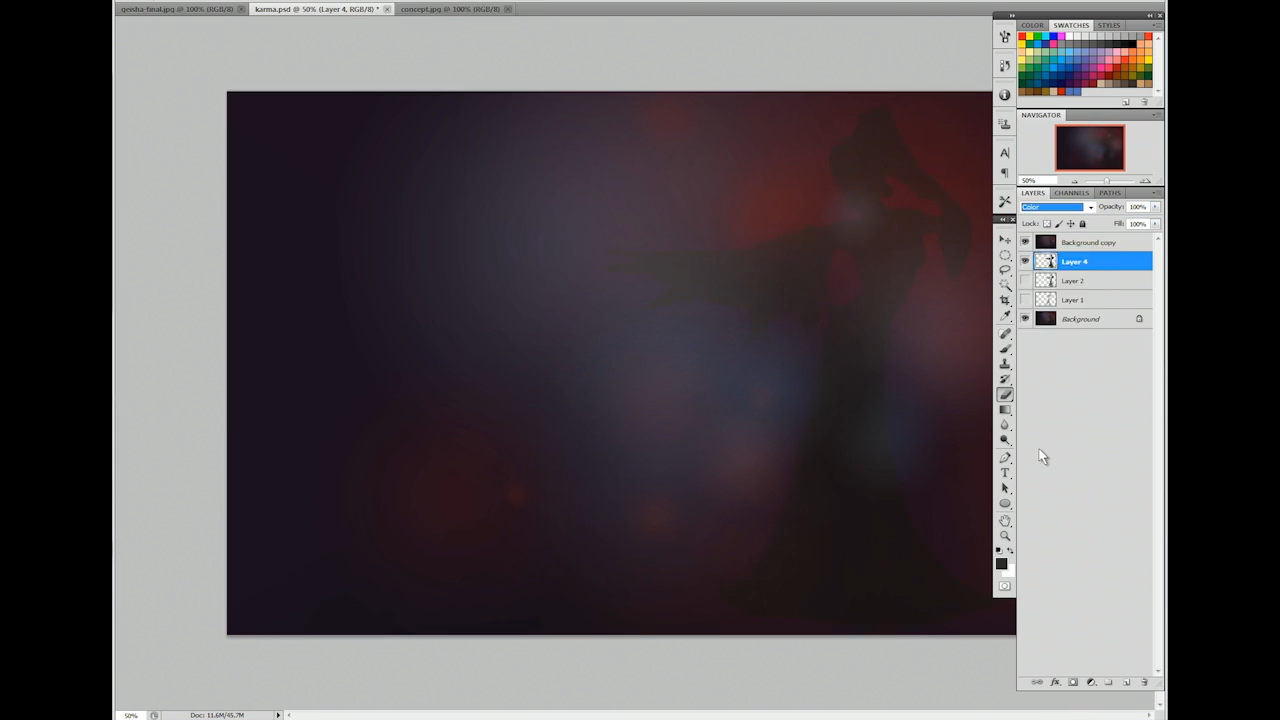 geisha-final.jpg @ 100% (RGB/8)
karma.psd @ 50% (Layer 4, RGB/8) *
concept.jpg @ 100% (RGB/8)
COLOR SWATCHES STYLES
NAVIGATOR
50%
LAYERS CHANNELS PATHS
Color Opacity: 100%
Lock: Fill: 100%
Background copy
Layer 4
Layer 2
Layer 1
Background
50% Doc: 11.6M/45.7M